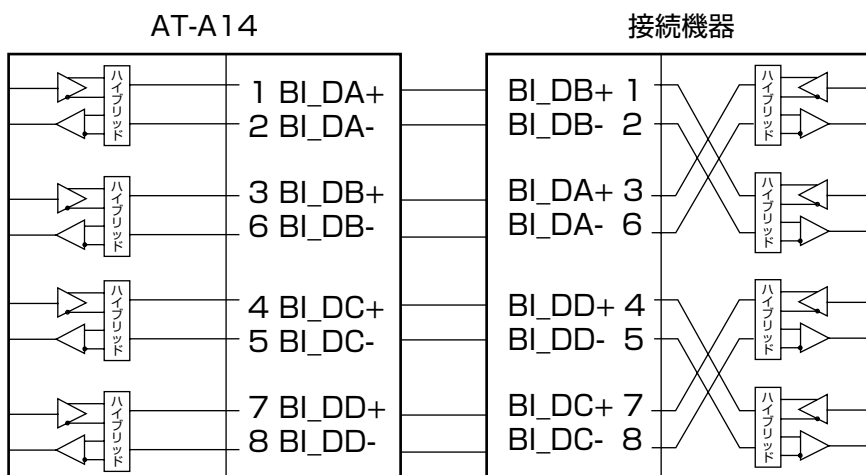 AT-A14
接続機器
ハイブリッド
1 BI_DA+
2 BI_DA-
ハイブリッド
3 BI_DB+
6 BI_DB-
ハイブリッド
4 BI_DC+
5 BI_DC-
ハイブリッド
7 BI_DD+
8 BI_DD-
BI_DB+ 1
BI_DB- 2
ハイブリッド
BI_DA+ 3
BI_DA- 6
ハイブリッド
BI_DD+ 4
BI_DD- 5
ハイブリッド
BI_DC+ 7
BI_DC- 8
ハイブリッド